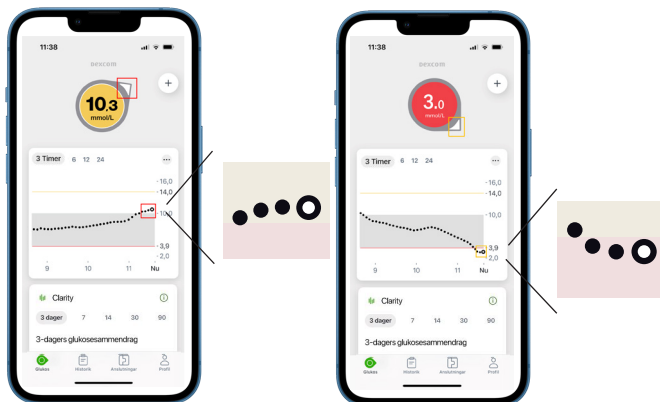 11:38
Dexcom
10.3
mmol/L
+
3 Timer 6 12 24
16,0
14,0
10,0
3,9
2,0
9 10 11 Nu
Clarity
3 dager 7 14 30 90
3-dagers glukosesammendrag
Glukos Historik Anslutningar Profil
11:38
Dexcom
3.0
mmol/L
+
3 Timer 6 12 24
16,0
14,0
10,0
3,9
2,0
9 10 11 Nu
Clarity
3 dager 7 14 30 90
3-dagers glukosesammendrag
Glukos Historik Anslutningar Profil